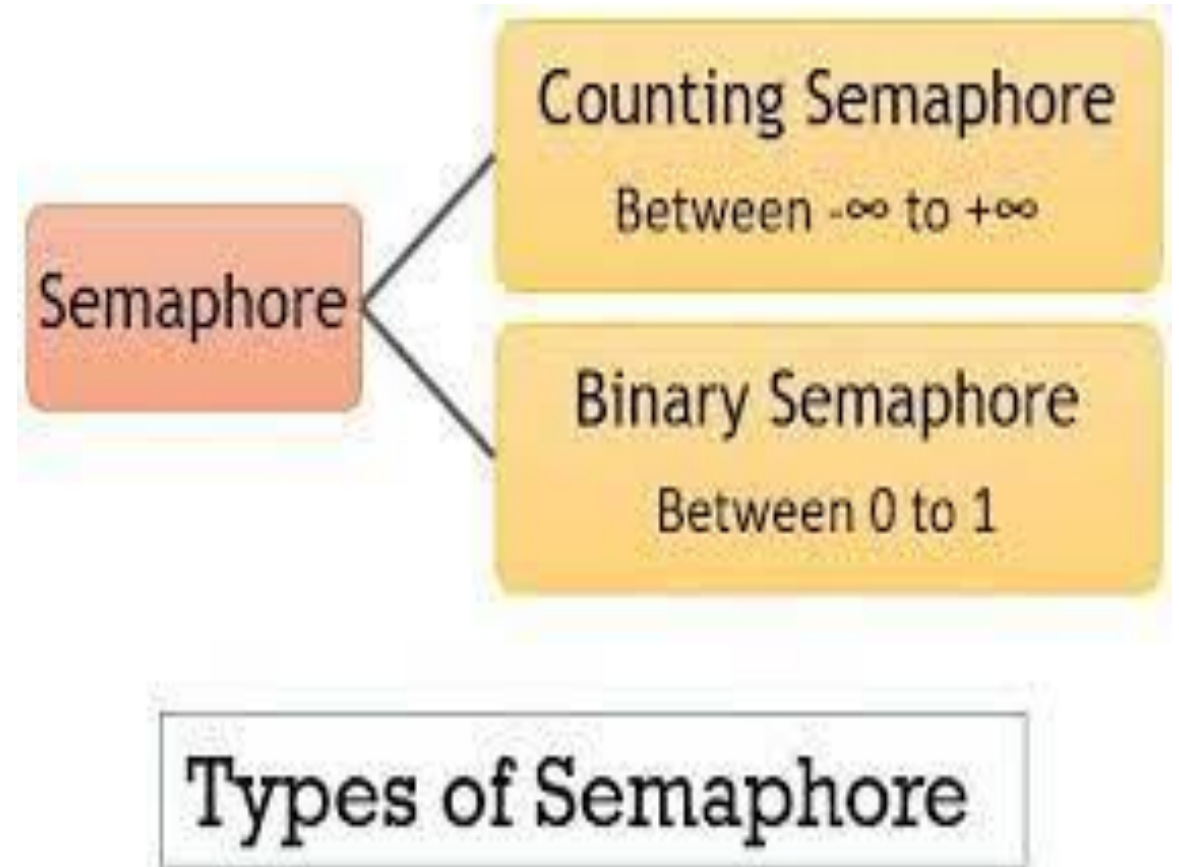 Counting Semaphore
Between -∞ to +∞
Semaphore
Binary Semaphore
Between 0 to 1
Types of Semaphore